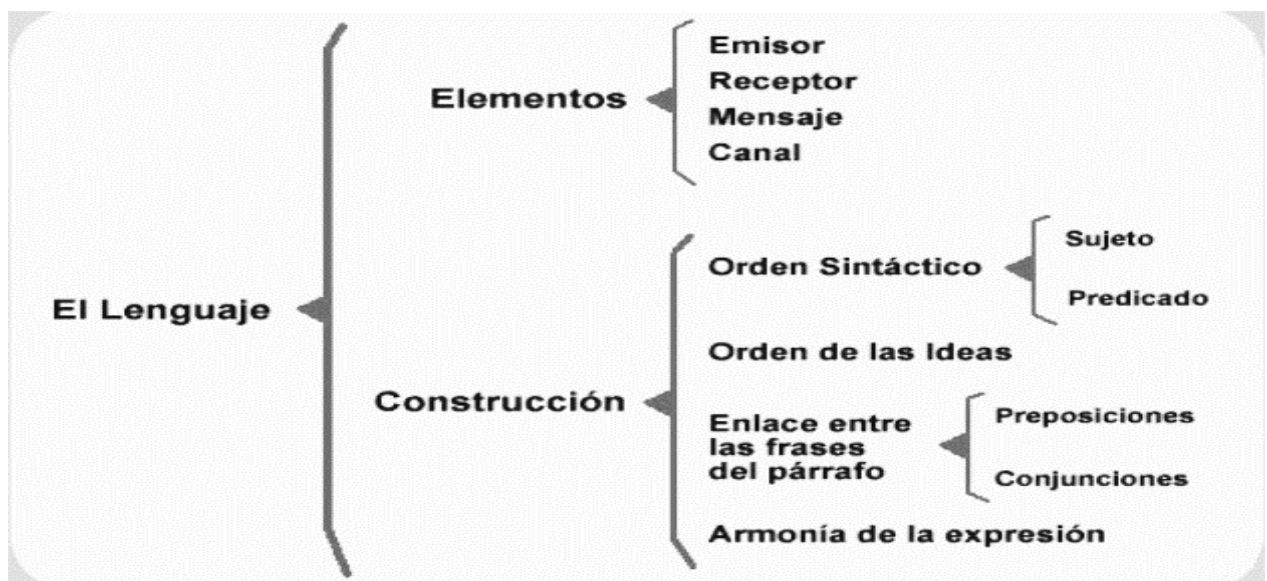 El Lenguaje
Elementos
Emisor
Receptor
Mensaje
Canal
Construcción
Orden Sintáctico
Sujeto
Predicado
Orden de las Ideas
Enlace entre
las frases
del párrafo
Preposiciones
Conjunciones
Armonía de la expresión